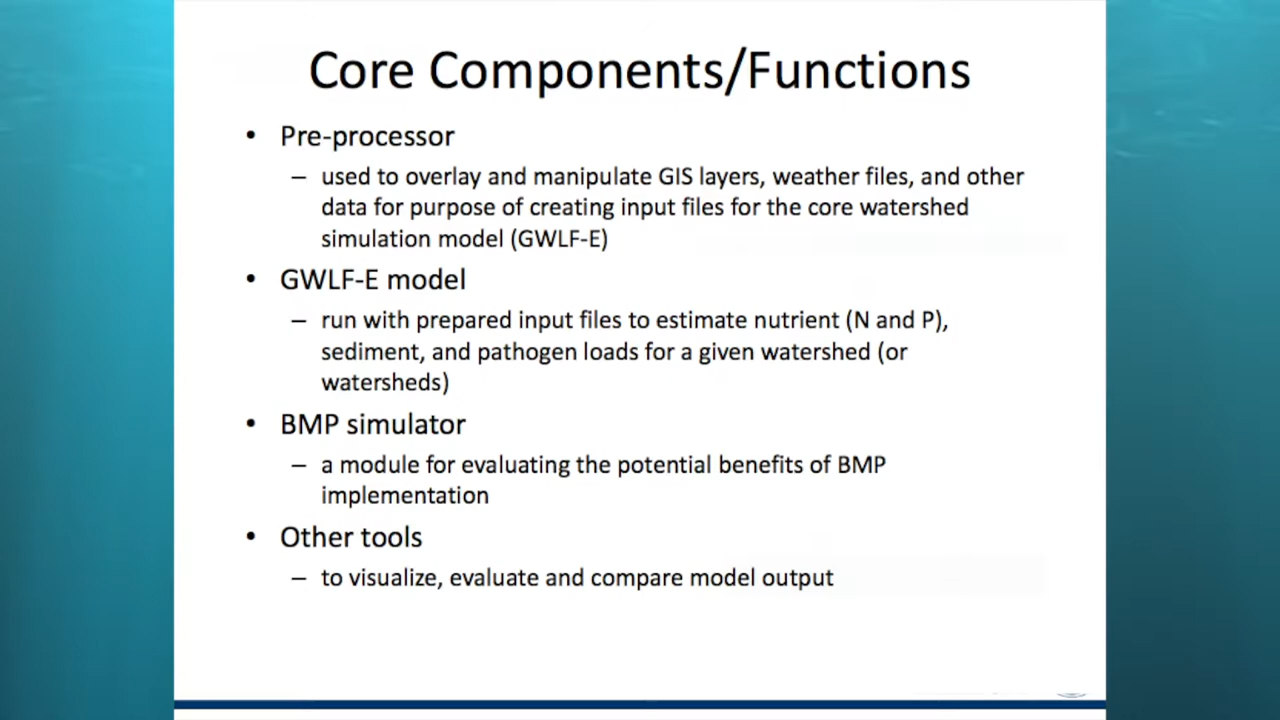 Core Components/Functions
• Pre-processor
– used to overlay and manipulate GIS layers, weather files, and other
data for purpose of creating input files for the core watershed
simulation model (GWLF-E)
• GWLF-E model
– run with prepared input files to estimate nutrient (N and P),
sediment, and pathogen loads for a given watershed (or
watersheds)
• BMP simulator
– a module for evaluating the potential benefits of BMP
implementation
• Other tools
– to visualize, evaluate and compare model output